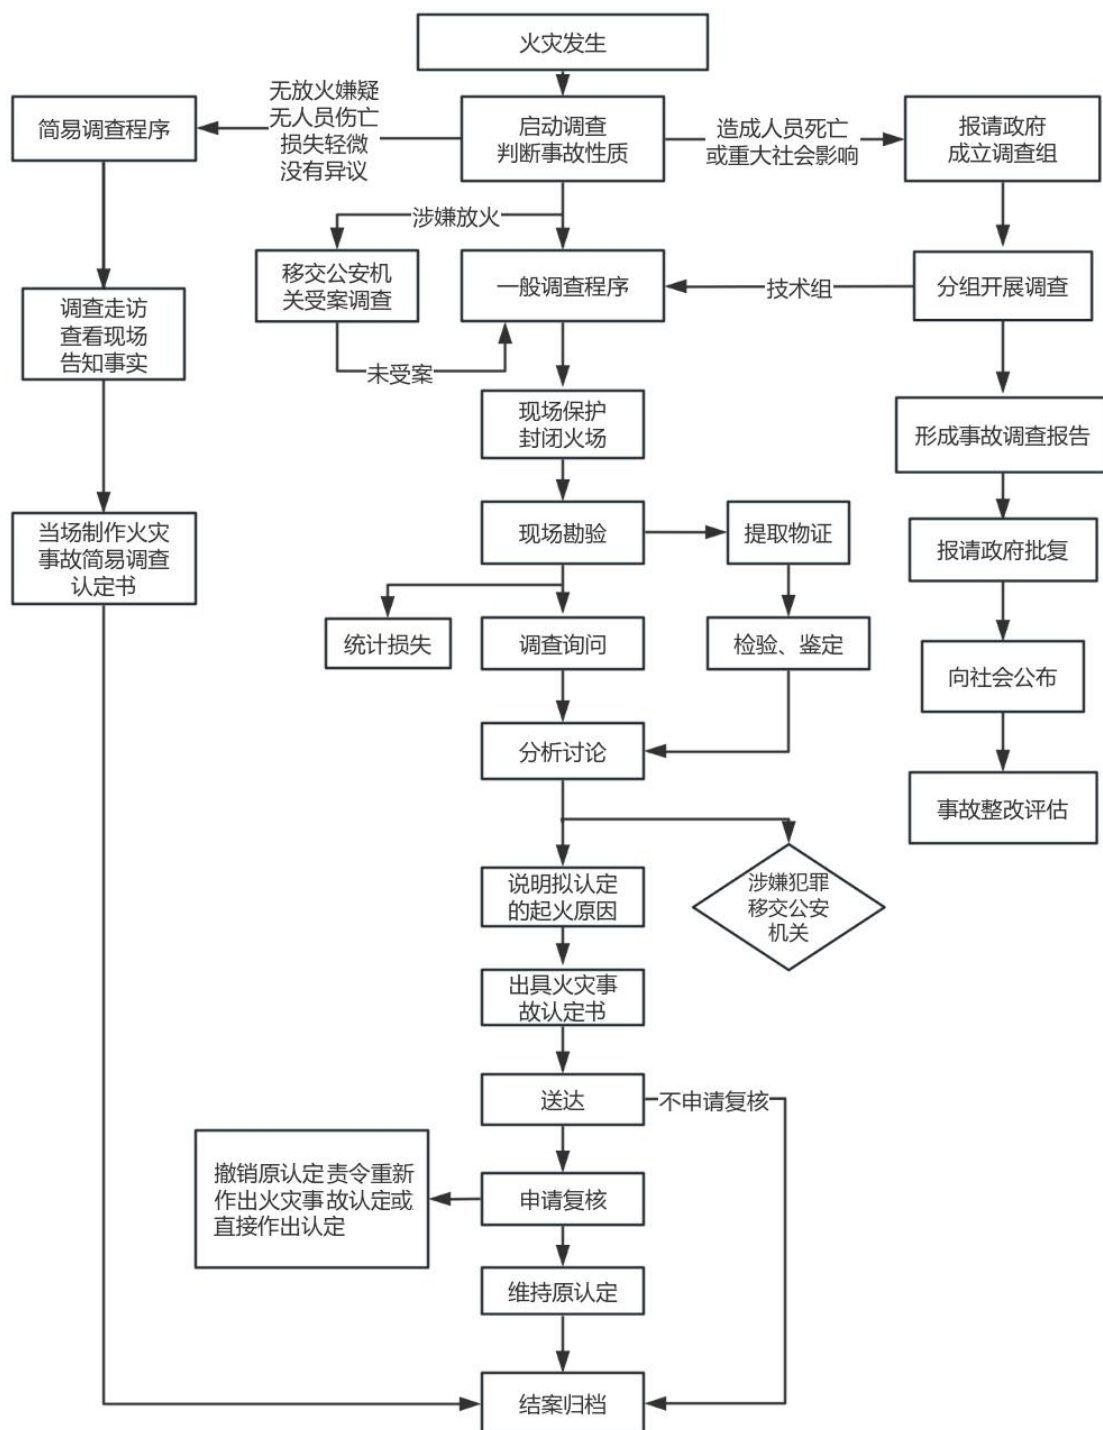 火灾发生
无放火嫌疑
无人员伤亡
损失轻微
没有异议
简易调查程序
启动调查
判断事故性质
造成人员死亡
或重大社会影响
报请政府
成立调查组
涉嫌放火
移交公安机
关受案调查
一般调查程序
技术组
分组开展调查
调查走访
查看现场
告知事实
未受案
现场保护
封闭火场
形成事故调查报告
当场制作火灾
事故简易调查
认定书
现场勘验
提取物证
报请政府批复
统计损失
调查询问
检验、鉴定
向社会公布
分析讨论
事故整改评估
说明拟认定
的起火原因
涉嫌犯罪
移交公安
机关
出具火灾事
故认定书
送达
不申请复核
撤销原认定责令重新
作出火灾事故认定或
直接作出认定
申请复核
维持原认定
结案归档